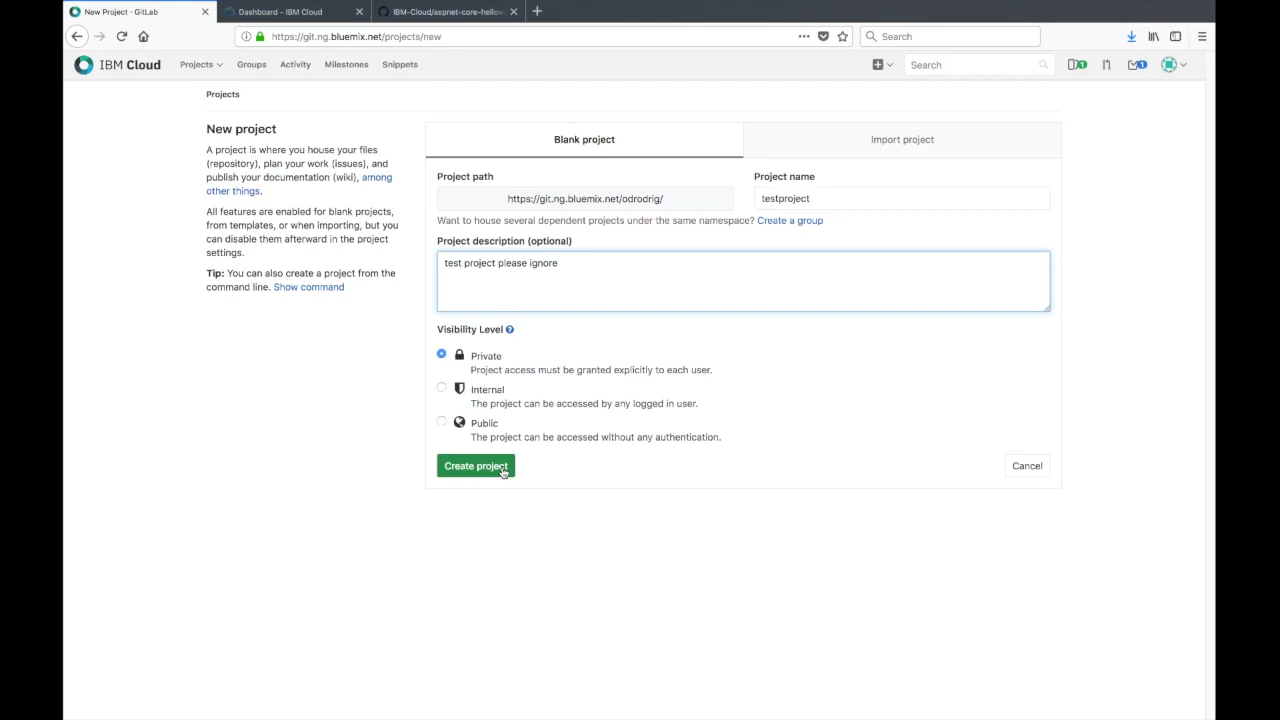 New Project · GitLab
Dashboard - IBM Cloud
IBM-Cloud/aspnet-core-hellow
https://git.ng.bluemix.net/projects/new
Search
IBM Cloud
Projects
Groups
Activity
Milestones
Snippets
Search
1
1
Projects
New project
A project is where you house your files
(repository), plan your work (issues), and
publish your documentation (wiki), among
other things.
All features are enabled for blank projects,
from templates, or when importing, but you
can disable them afterward in the project
settings.
Tip: You can also create a project from the
command line. Show command
Blank project
Import project
Project path
Project name
https://git.ng.bluemix.net/odrodrig/
testproject
Want to house several dependent projects under the same namespace? Create a group
Project description (optional)
test project please ignore
Visibility Level ?
Private
Project access must be granted explicitly to each user.
Internal
The project can be accessed by any logged in user.
Public
The project can be accessed without any authentication.
Create project
Cancel